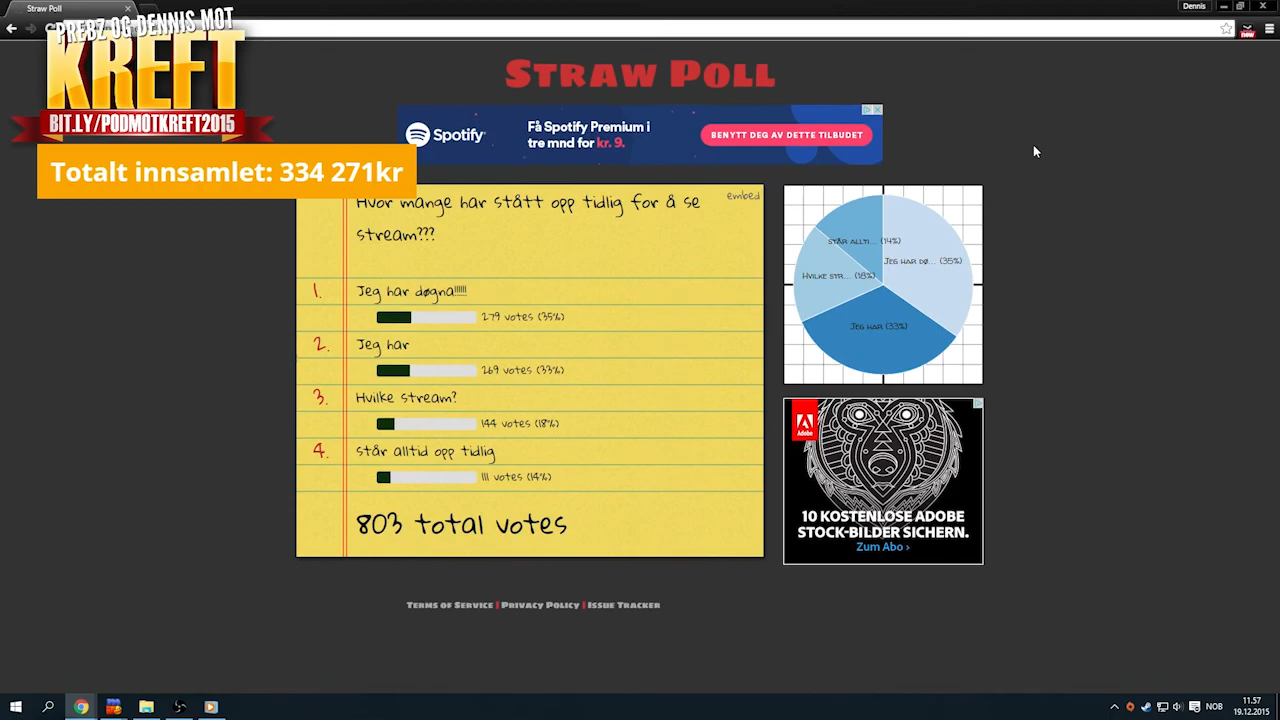 Straw Poll
Dennis
PREBZ OG DENNIS MOT
KREFT
BIT.LY/PODMOTKREFT2015
Totalt innsamlet: 334 271kr
new
STRAW POLL
Spotify
Få Spotify Premium i
tre mnd for kr. 9.
BENYTT DEG AV DETTE TILBUDET
embed
Hvor mange har stått opp tidlig for å se
stream???
1. Jeg har døgna!!!!!!
279 votes (35%)
2. Jeg har
269 votes (33%)
3. Hvilke stream?
144 votes (18%)
4. står alltid opp tidlig
111 votes (14%)
803 total votes
står allti... (14%)
Jeg har dø... (35%)
Hvilke str... (18%)
Jeg har (33%)
Adobe
10 KOSTENLOSE ADOBE
STOCK-BILDER SICHERN.
Zum Abo ›
Terms of Service | Privacy Policy | Issue Tracker
NOB
11.57
19.12.2015